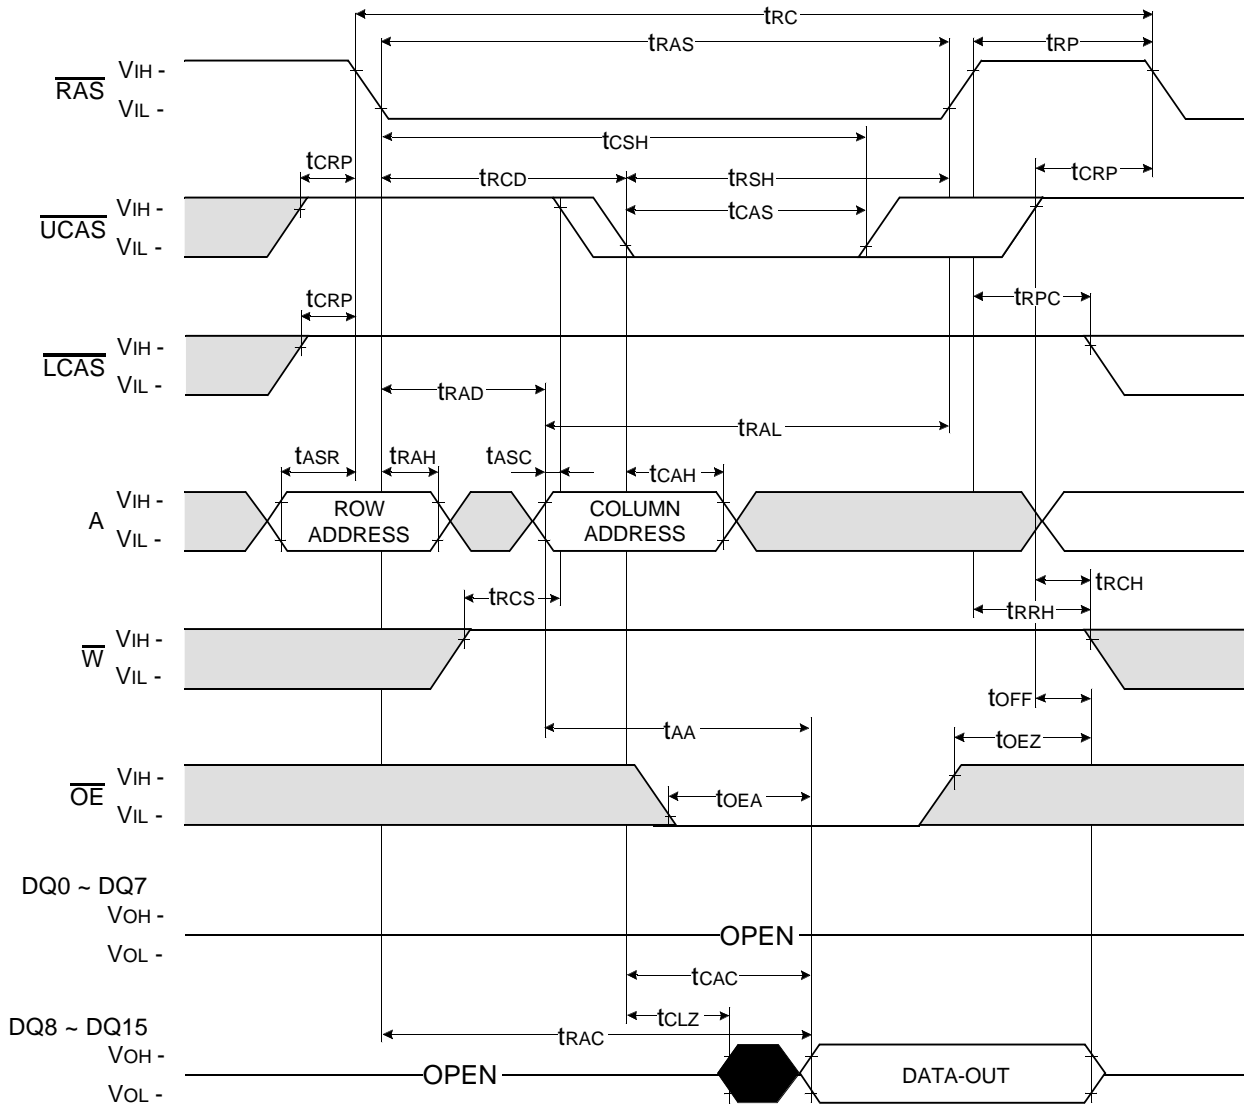 tRC
tRAS
tRP
RAS
VIH -
VIL -
tCSH
tCRP
tRCD
tRSH
tCRP
UCAS
VIH -
VIL -
tCAS
tCRP
tRPC
LCAS
VIH -
VIL -
tRAD
tRAL
tASR
tRAH
tASC
tCAH
A
VIH -
VIL -
ROW
ADDRESS
COLUMN
ADDRESS
tRCS
tRCH
tRRH
W
VIH -
VIL -
tOFF
tAA
tOEZ
OE
VIH -
VIL -
tOEA
DQ0 ~ DQ7
VOH -
VOL -
OPEN
tCAC
tCLZ
tRAC
DQ8 ~ DQ15
VOH -
VOL -
OPEN
DATA-OUT